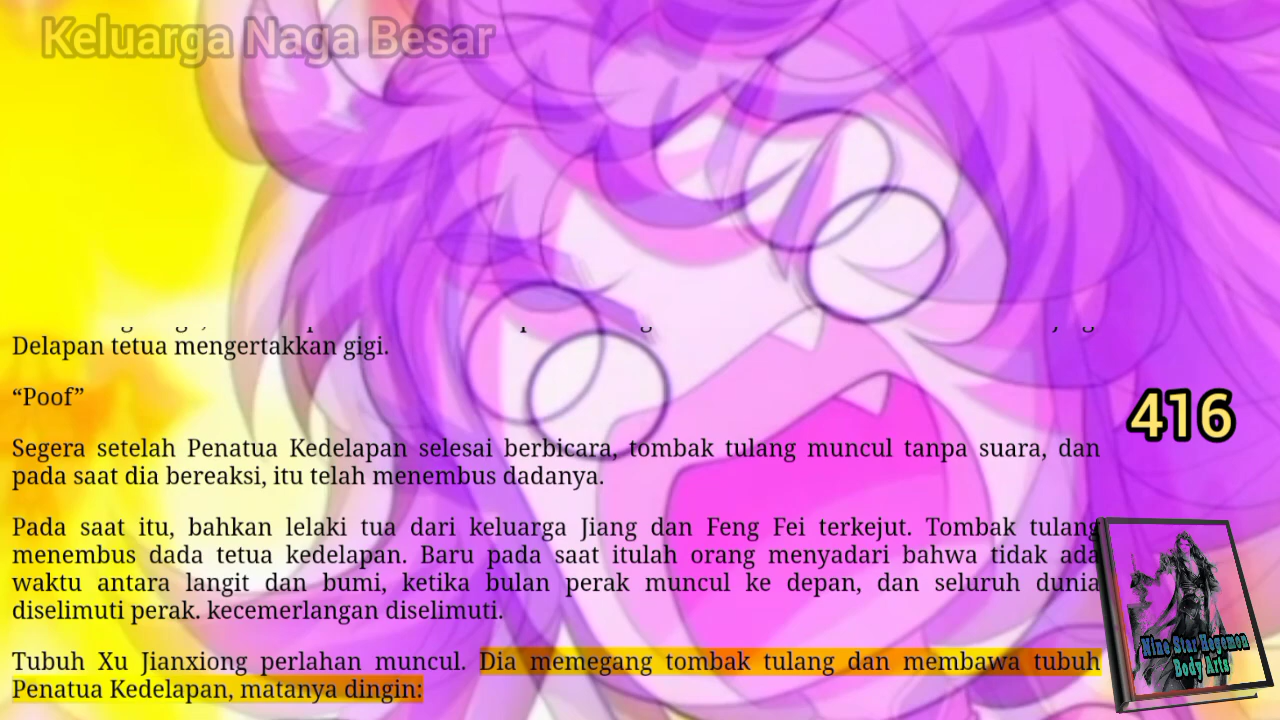 Keluarga Naga Besar
Delapan tetua mengertakkan gigi.
“Poof”
Segera setelah Penatua Kedelapan selesai berbicara, tombak tulang muncul tanpa suara, dan
pada saat dia bereaksi, itu telah menembus dadanya.
416
Pada saat itu, bahkan lelaki tua dari keluarga Jiang dan Feng Fei terkejut. Tombak tulang
menembus dada tetua kedelapan. Baru pada saat itulah orang menyadari bahwa tidak ada
waktu antara langit dan bumi, ketika bulan perak muncul ke depan, dan seluruh dunia
diselimuti perak. kecemerlangan diselimuti.
Tubuh Xu Jianxiong perlahan muncul. Dia memegang tombak tulang dan membawa tubuh
Penatua Kedelapan, matanya dingin:
Nine Star Hegemon
Body Arts